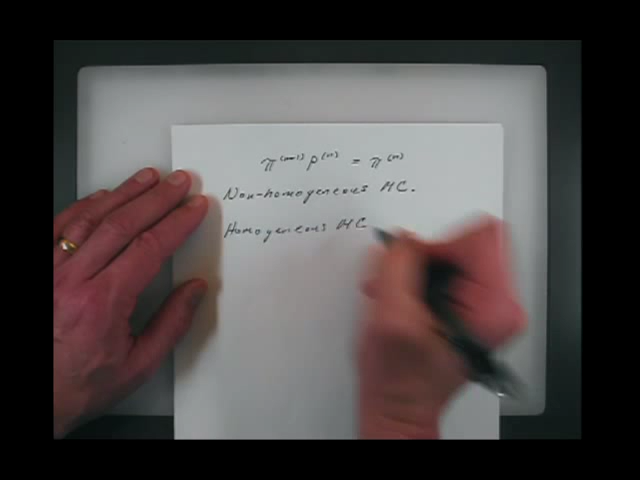 π⁽ⁿ⁻¹⁾ P⁽ⁿ⁾ = π⁽ⁿ⁾
Non-homogeneous MC.
Homogeneous MC